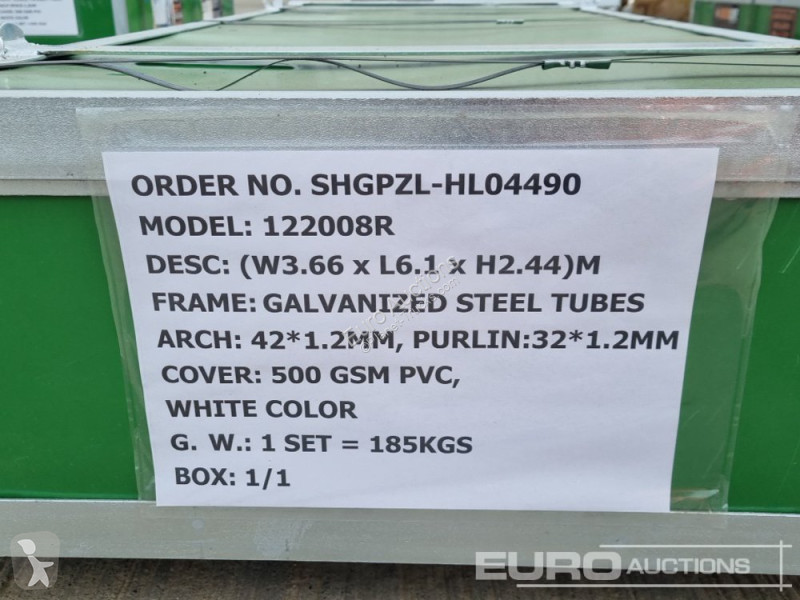 ORDER NO. SHGPZL-HL04490
MODEL: 122008R
DESC: (W3.66 x L6.1 x H2.44)M
FRAME: GALVANIZED STEEL TUBES
ARCH: 42*1.2MM, PURLIN:32*1.2MM
COVER: 500 GSM PVC,
WHITE COLOR
G. W.: 1 SET = 185KGS
BOX: 1/1
EURO AUCTIONS